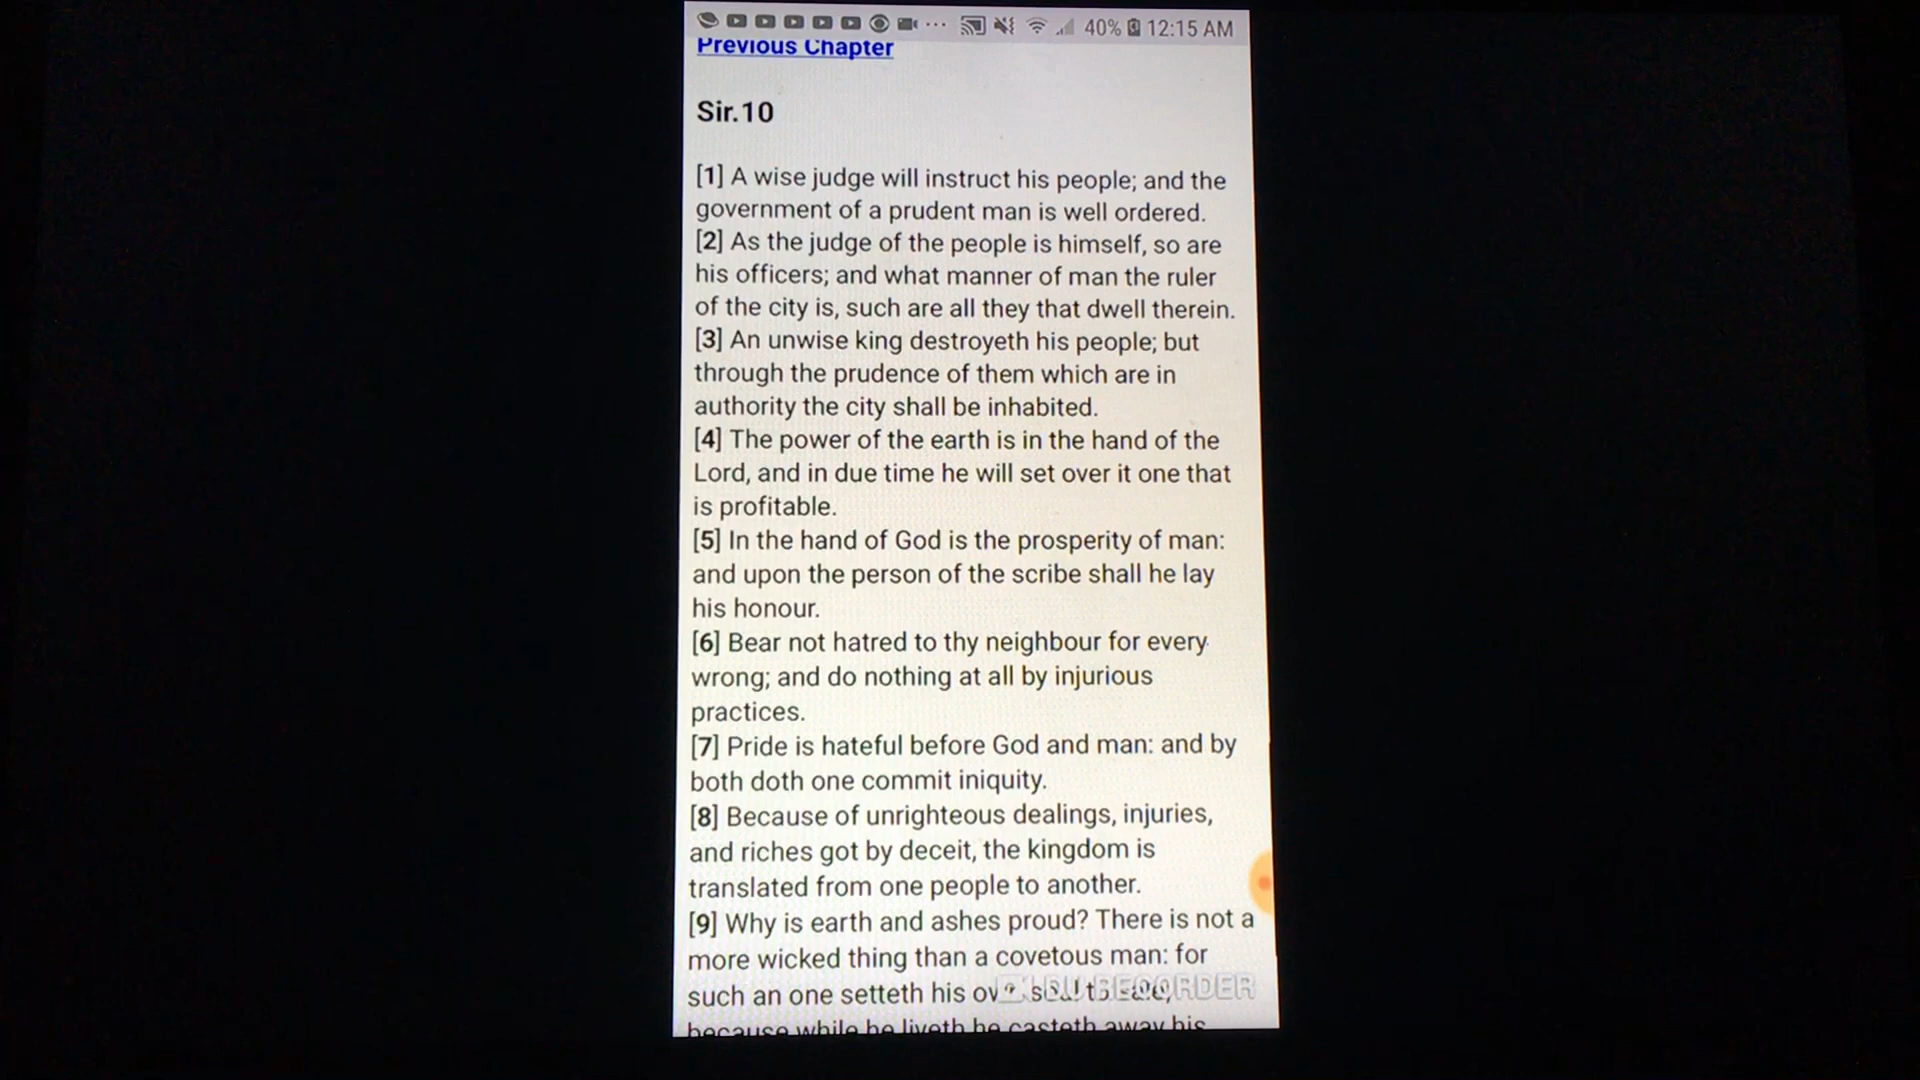 40% 12:15 AM
Previous Chapter
Sir.10
[1] A wise judge will instruct his people; and the
government of a prudent man is well ordered.
[2] As the judge of the people is himself, so are
his officers; and what manner of man the ruler
of the city is, such are all they that dwell therein.
[3] An unwise king destroyeth his people; but
through the prudence of them which are in
authority the city shall be inhabited.
[4] The power of the earth is in the hand of the
Lord, and in due time he will set over it one that
is profitable.
[5] In the hand of God is the prosperity of man:
and upon the person of the scribe shall he lay
his honour.
[6] Bear not hatred to thy neighbour for every
wrong; and do nothing at all by injurious
practices.
[7] Pride is hateful before God and man: and by
both doth one commit iniquity.
[8] Because of unrighteous dealings, injuries,
and riches got by deceit, the kingdom is
translated from one people to another.
[9] Why is earth and ashes proud? There is not a
more wicked thing than a covetous man: for
such an one setteth his
DU RECORDER
because while he liveth he casteth away his